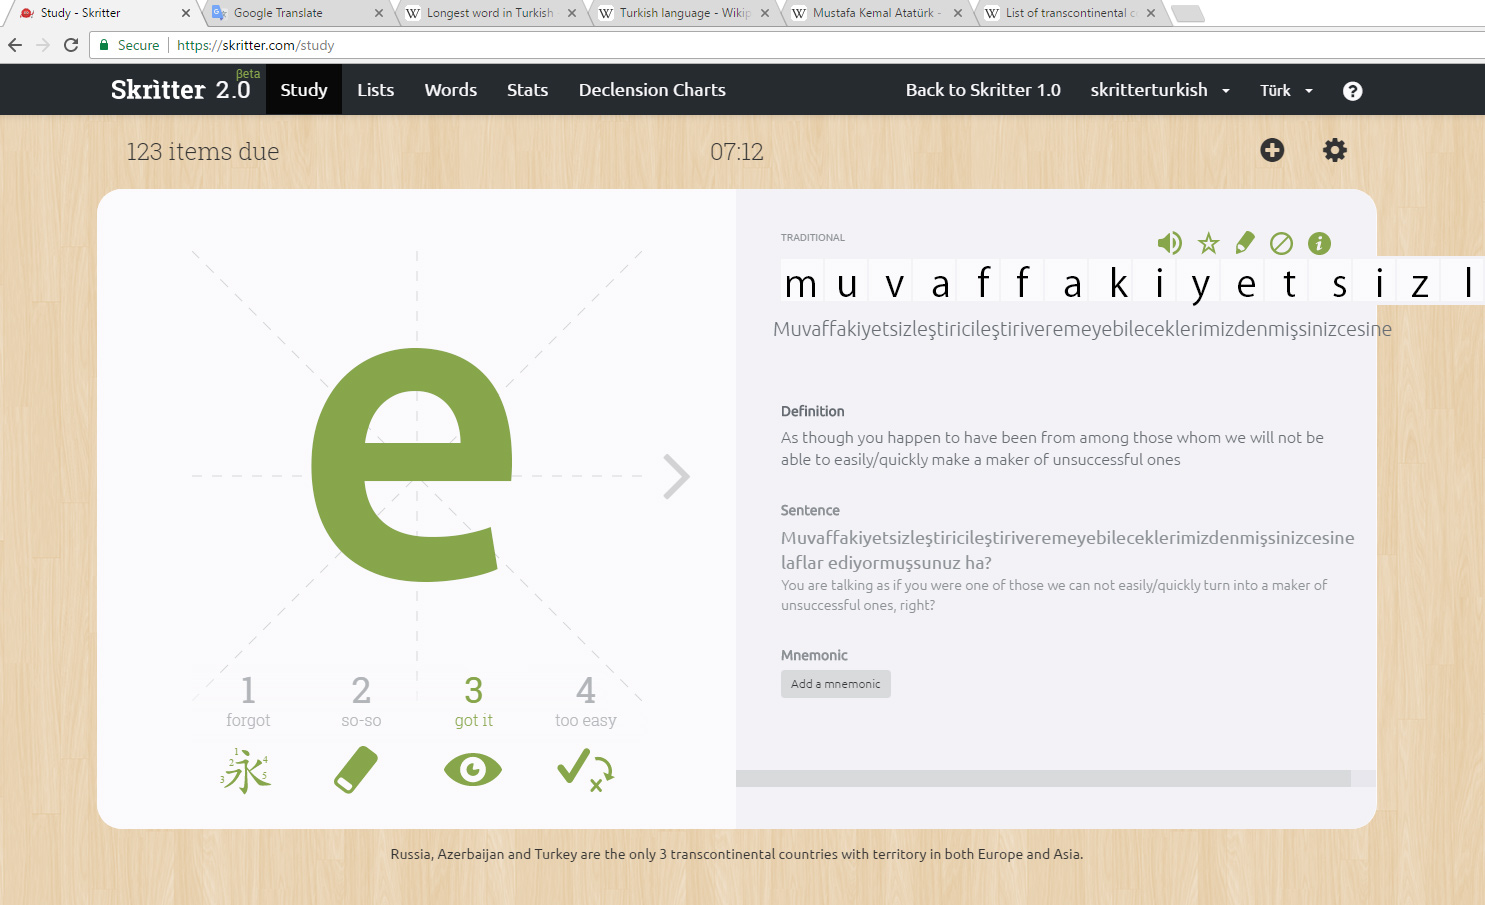 Study - Skritter
Google Translate
Longest word in Turkish
Turkish language - Wikip
Mustafa Kemal Atatürk -
List of transcontinental c
Secure https://skritter.com/study
Skrìtter 2.0 βeta Study Lists Words Stats Declension Charts Back to Skritter 1.0 skritterturkish Türk ?
123 items due 07:12
TRADITIONAL
m u v a f f a k i y e t s i z l
Muvaffakiyetsizleştiricileştiriveremeyebileceklerimizdenmişsinizcesine
e
Definition
As though you happen to have been from among those whom we will not be
able to easily/quickly make a maker of unsuccessful ones
Sentence
Muvaffakiyetsizleştiricileştiriveremeyebileceklerimizdenmişsinizcesine
laflar ediyormuşsunuz ha?
You are talking as if you were one of those we can not easily/quickly turn into a maker of
unsuccessful ones, right?
Mnemonic
Add a mnemonic
1 2 3 4
forgot so-so got it too easy
永 1 2 3 4 5
Russia, Azerbaijan and Turkey are the only 3 transcontinental countries with territory in both Europe and Asia.